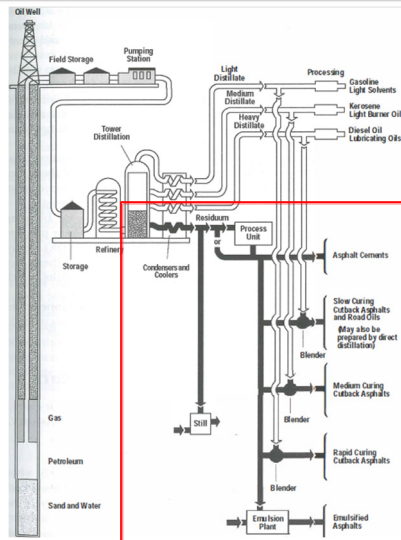 Oil Well
Field Storage
Pumping
Station
Light
Distillate
Processing
Gasoline
Light Solvents
Medium
Distillate
Kerosene
Light Burner Oil
Heavy
Distillate
Diesel Oil
Lubricating Oils
Tower
Distillation
Residuum
or
Process
Unit
Refinery
Storage
Condensers and
Coolers
Asphalt Cements
Slow Curing
Cutback Asphalts
and Road Oils
(May also be
prepared by direct
distillation)
Blender
Medium Curing
Cutback Asphalts
Blender
Gas
Still
Petroleum
Rapid Curing
Cutback Asphalts
Blender
Sand and Water
Emulsion
Plant
Emulsified
Asphalts